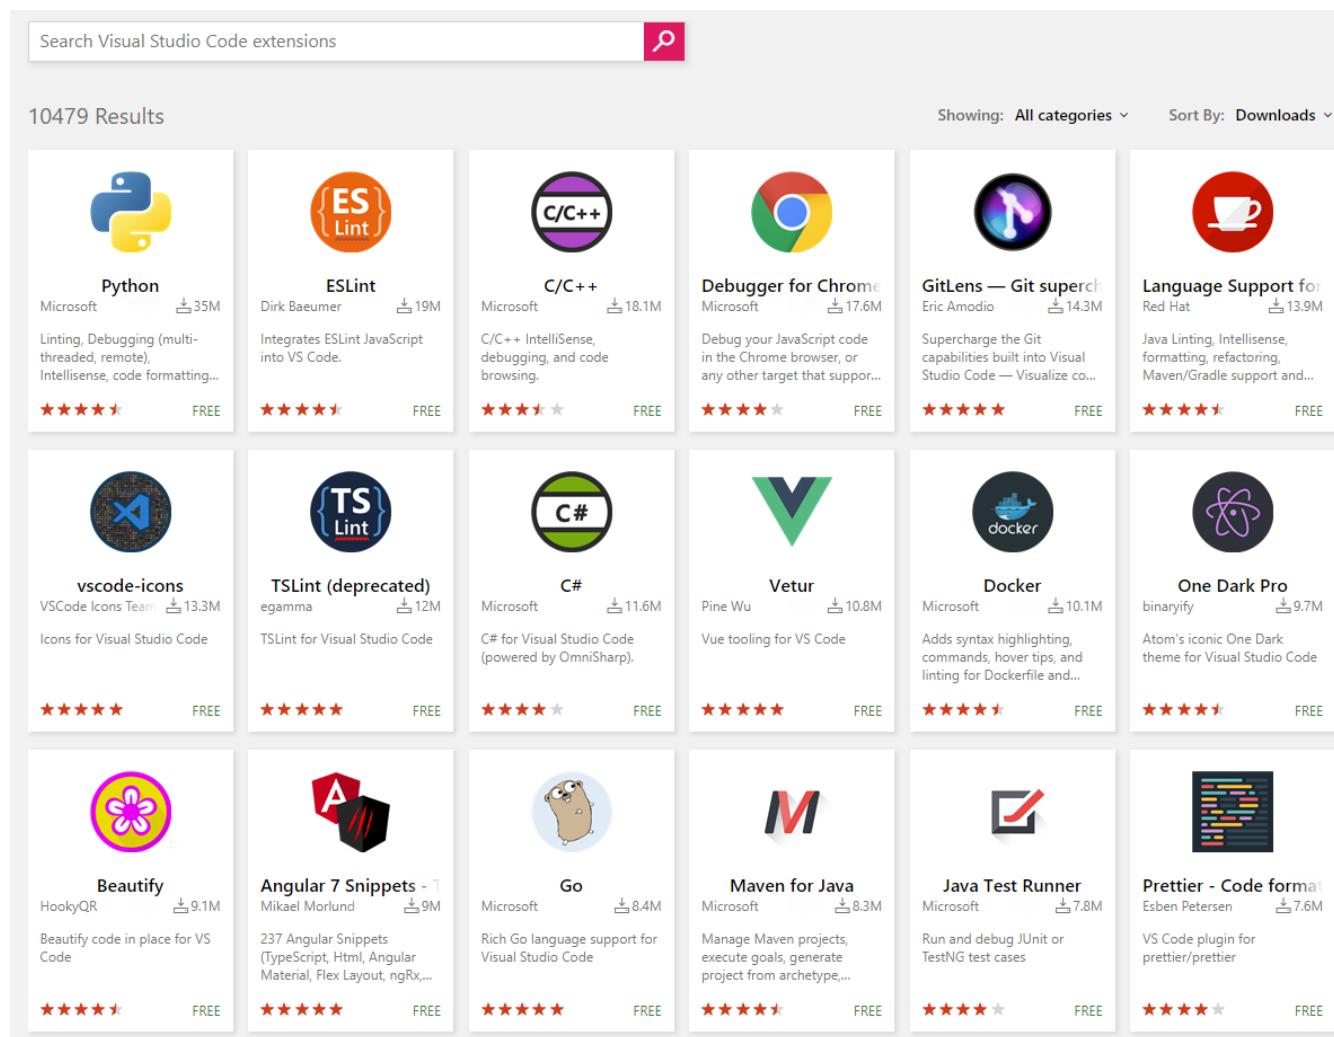 Search Visual Studio Code extensions
10479 Results
Showing: All categories
Sort By: Downloads
Python
Microsoft 35M
Linting, Debugging (multi-
threaded, remote),
Intellisense, code formatting...
FREE
ES
Lint
ESLint
Dirk Baeumer 19M
Integrates ESLint JavaScript
into VS Code.
FREE
C/C++
C/C++
Microsoft 18.1M
C/C++ IntelliSense,
debugging, and code
browsing.
FREE
Debugger for Chrome
Microsoft 17.6M
Debug your JavaScript code
in the Chrome browser, or
any other target that suppor...
FREE
GitLens — Git superch
Eric Amodio 14.3M
Supercharge the Git
capabilities built into Visual
Studio Code — Visualize co...
FREE
Language Support for
Red Hat 13.9M
Java Linting, Intellisense,
formatting, refactoring,
Maven/Gradle support and...
FREE
vscode-icons
VSCode Icons Team 13.3M
Icons for Visual Studio Code
FREE
TS
Lint
TSLint (deprecated)
egamma 12M
TSLint for Visual Studio Code
FREE
C#
C#
Microsoft 11.6M
C# for Visual Studio Code
(powered by OmniSharp).
FREE
Vetur
Pine Wu 10.8M
Vue tooling for VS Code
FREE
docker
Docker
Microsoft 10.1M
Adds syntax highlighting,
commands, hover tips, and
linting for Dockerfile and...
FREE
One Dark Pro
binaryify 9.7M
Atom's iconic One Dark
theme for Visual Studio Code
FREE
Beautify
HookyQR 9.1M
Beautify code in place for VS
Code
FREE
A
Angular 7 Snippets - T
Mikael Morlund 9M
237 Angular Snippets
(TypeScript, Html, Angular
Material, Flex Layout, ngRx,...
FREE
Go
Microsoft 8.4M
Rich Go language support for
Visual Studio Code
FREE
M
Maven for Java
Microsoft 8.3M
Manage Maven projects,
execute goals, generate
project from archetype,...
FREE
Java Test Runner
Microsoft 7.8M
Run and debug JUnit or
TestNG test cases
FREE
Prettier - Code format
Esben Petersen 7.6M
VS Code plugin for
prettier/prettier
FREE